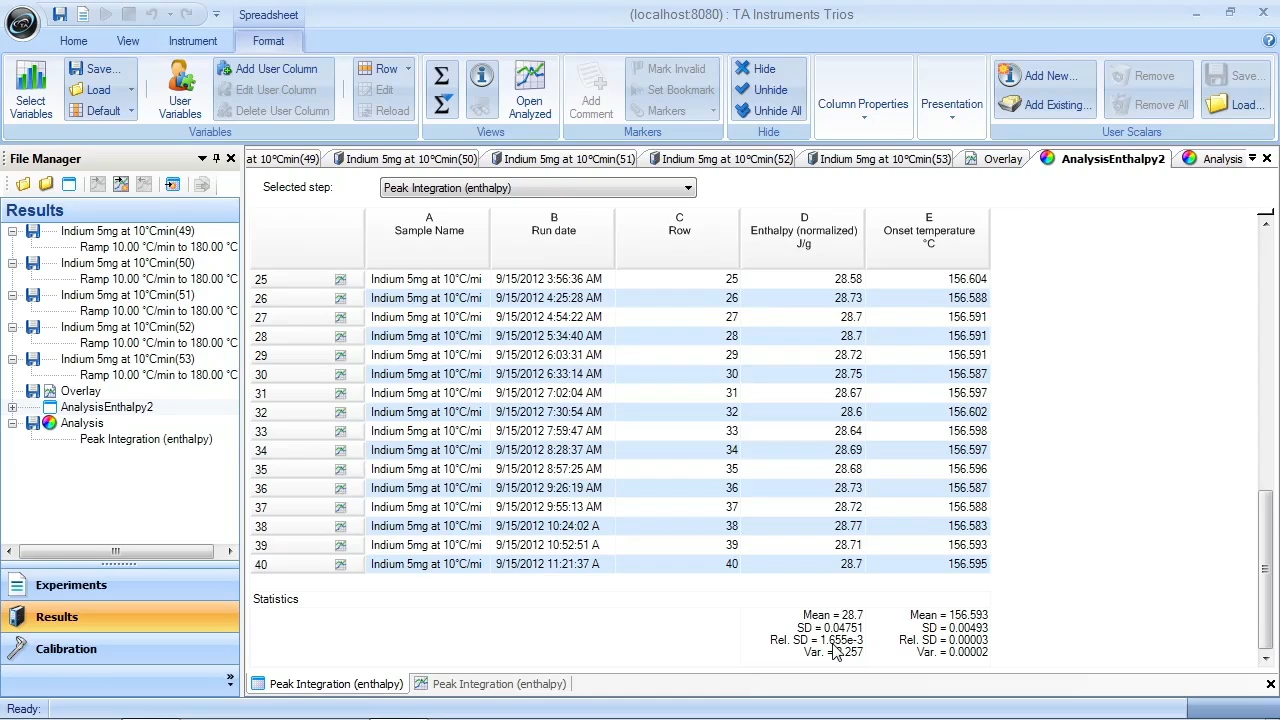 Spreadsheet
(localhost:8080) : TA Instruments Trios
Home View Instrument Format
Select Variables
Save...
Load
Default
User Variables
Add User Column
Edit User Column
Delete User Column
Row
Edit
Reload
Variables
Open Analyzed
Views
Add Comment
Mark Invalid
Set Bookmark
Markers
Markers
Hide
Unhide
Unhide All
Hide
Column Properties
Presentation
Add New...
Add Existing...
Remove
Remove All
Save...
Load...
User Scalars
File Manager
Results
Indium 5mg at 10°Cmin(49)
Ramp 10.00 °C/min to 180.00 °C
Indium 5mg at 10°Cmin(50)
Ramp 10.00 °C/min to 180.00 °C
Indium 5mg at 10°Cmin(51)
Ramp 10.00 °C/min to 180.00 °C
Indium 5mg at 10°Cmin(52)
Ramp 10.00 °C/min to 180.00 °C
Indium 5mg at 10°Cmin(53)
Ramp 10.00 °C/min to 180.00 °C
Overlay
AnalysisEnthalpy2
Analysis
Peak Integration (enthalpy)
Experiments
Results
Calibration
at 10°Cmin(49) Indium 5mg at 10°Cmin(50) Indium 5mg at 10°Cmin(51) Indium 5mg at 10°Cmin(52) Indium 5mg at 10°Cmin(53) Overlay AnalysisEnthalpy2 Analysis
Selected step: Peak Integration (enthalpy)
A B C D E
Sample Name Run date Row Enthalpy (normalized) Onset temperature
J/g °C
25 Indium 5mg at 10°C/mi 9/15/2012 3:56:36 AM 25 28.58 156.604
26 Indium 5mg at 10°C/mi 9/15/2012 4:25:28 AM 26 28.73 156.588
27 Indium 5mg at 10°C/mi 9/15/2012 4:54:22 AM 27 28.7 156.591
28 Indium 5mg at 10°C/mi 9/15/2012 5:34:40 AM 28 28.7 156.591
29 Indium 5mg at 10°C/mi 9/15/2012 6:03:31 AM 29 28.72 156.591
30 Indium 5mg at 10°C/mi 9/15/2012 6:33:14 AM 30 28.75 156.587
31 Indium 5mg at 10°C/mi 9/15/2012 7:02:04 AM 31 28.67 156.597
32 Indium 5mg at 10°C/mi 9/15/2012 7:30:54 AM 32 28.6 156.602
33 Indium 5mg at 10°C/mi 9/15/2012 7:59:47 AM 33 28.64 156.598
34 Indium 5mg at 10°C/mi 9/15/2012 8:28:37 AM 34 28.69 156.597
35 Indium 5mg at 10°C/mi 9/15/2012 8:57:25 AM 35 28.68 156.596
36 Indium 5mg at 10°C/mi 9/15/2012 9:26:19 AM 36 28.73 156.587
37 Indium 5mg at 10°C/mi 9/15/2012 9:55:13 AM 37 28.72 156.588
38 Indium 5mg at 10°C/mi 9/15/2012 10:24:02 A 38 28.77 156.583
39 Indium 5mg at 10°C/mi 9/15/2012 10:52:51 A 39 28.71 156.593
40 Indium 5mg at 10°C/mi 9/15/2012 11:21:37 A 40 28.7 156.595
Statistics
Mean = 28.7 Mean = 156.593
SD = 0.04751 SD = 0.00493
Rel. SD = 1.655e-3 Rel. SD = 0.00003
Var. = Var. = 0.00002
Peak Integration (enthalpy) Peak Integration (enthalpy)
Ready: